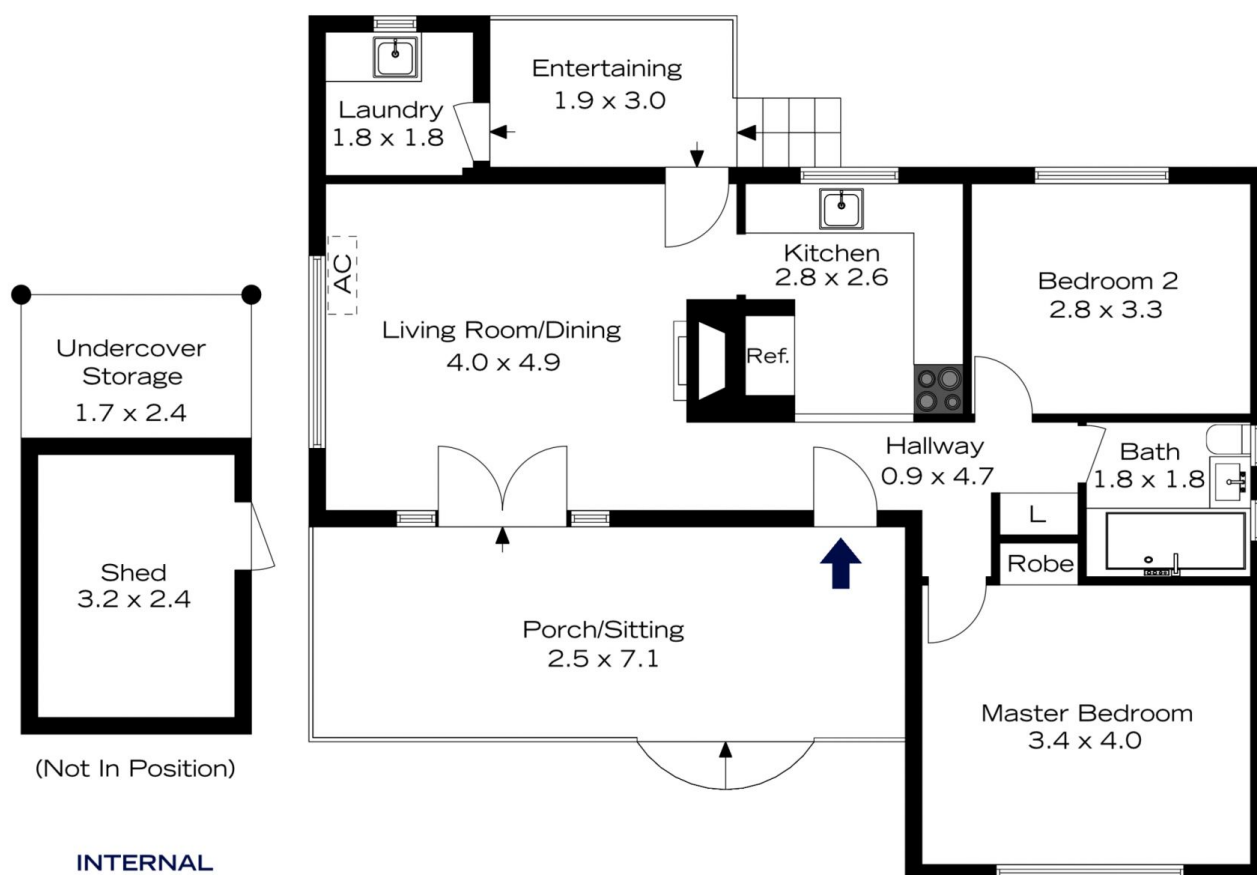 Entertaining
1.9 x 3.0
Laundry
1.8 x 1.8
AC
Kitchen
2.8 x 2.6
Bedroom 2
2.8 x 3.3
Living Room/Dining
4.0 x 4.9
Ref.
Undercover
Storage
1.7 x 2.4
Hallway
0.9 x 4.7
Bath
1.8 x 1.8
L
Robe
Shed
3.2 x 2.4
Porch/Sitting
2.5 x 7.1
Master Bedroom
3.4 x 4.0
(Not In Position)
INTERNAL